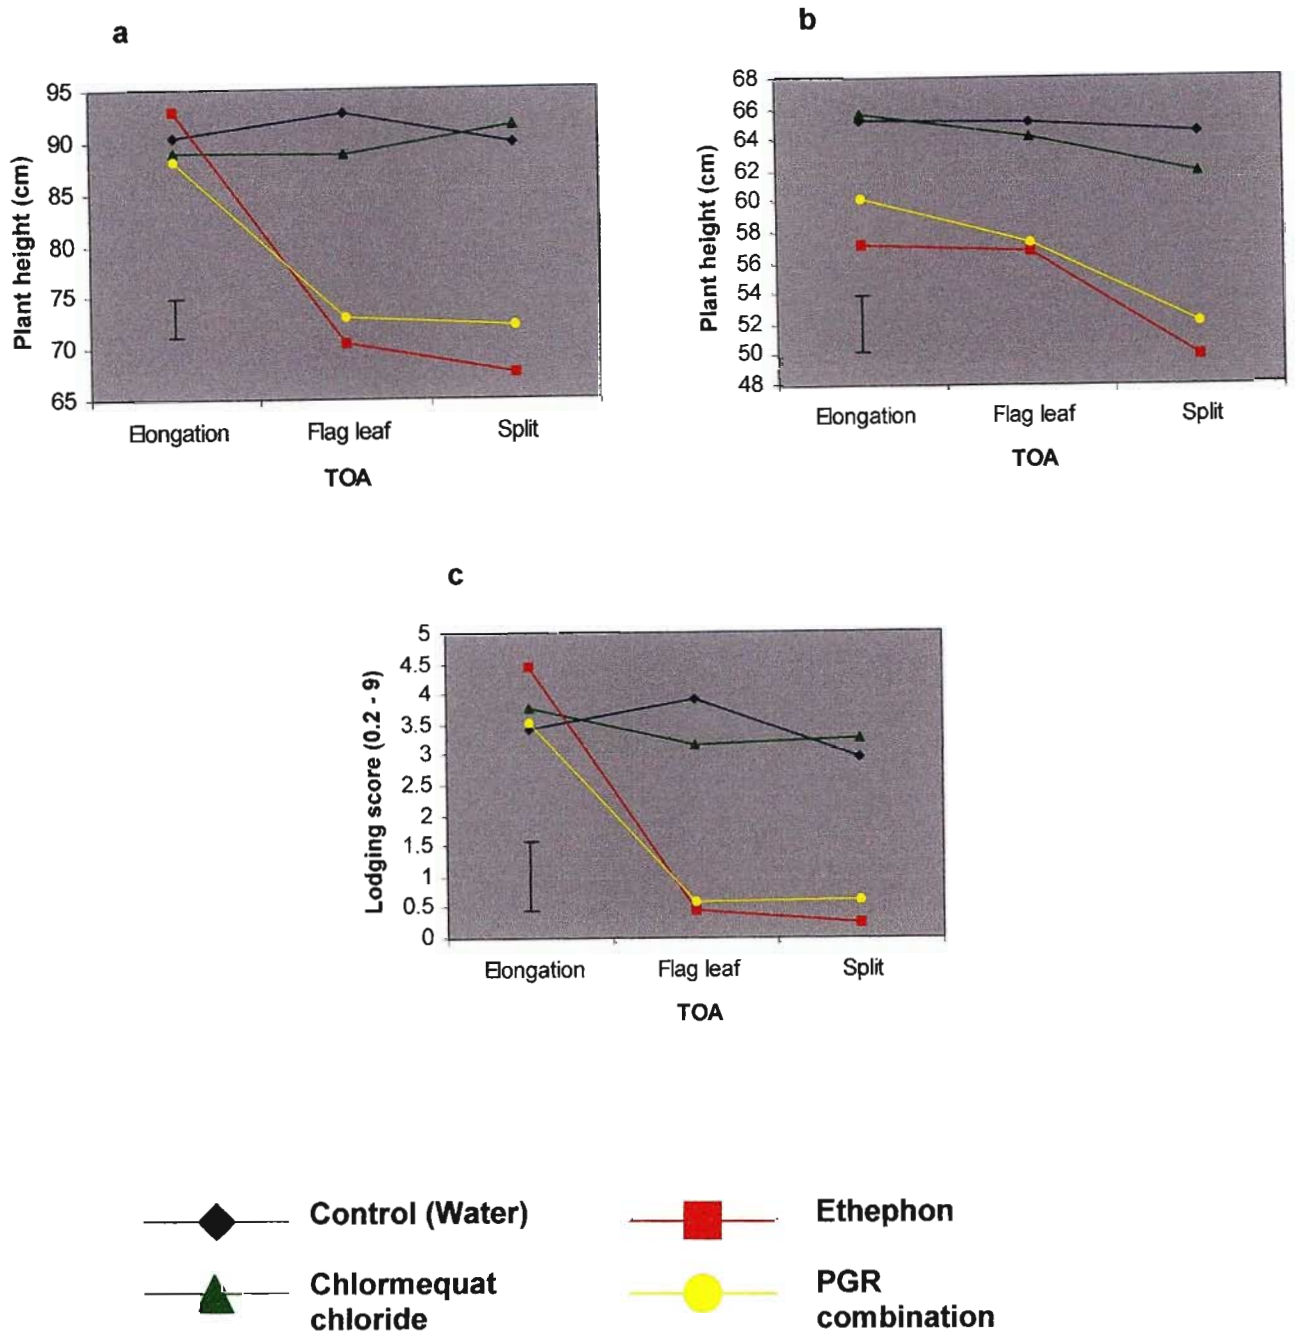 a
95
90
85
80
75
70
65
Plant height (cm)
Elongation
Flag leaf
Split
TOA
b
68
66
64
62
60
58
56
54
52
50
48
Plant height (cm)
Elongation
Flag leaf
Split
TOA
c
5
4.5
4
3.5
3
2.5
2
1.5
1
0.5
0
Lodging score (0.2 - 9)
Elongation
Flag leaf
Split
TOA
Control (Water)
Ethephon
Chlormequat
chloride
PGR
combination